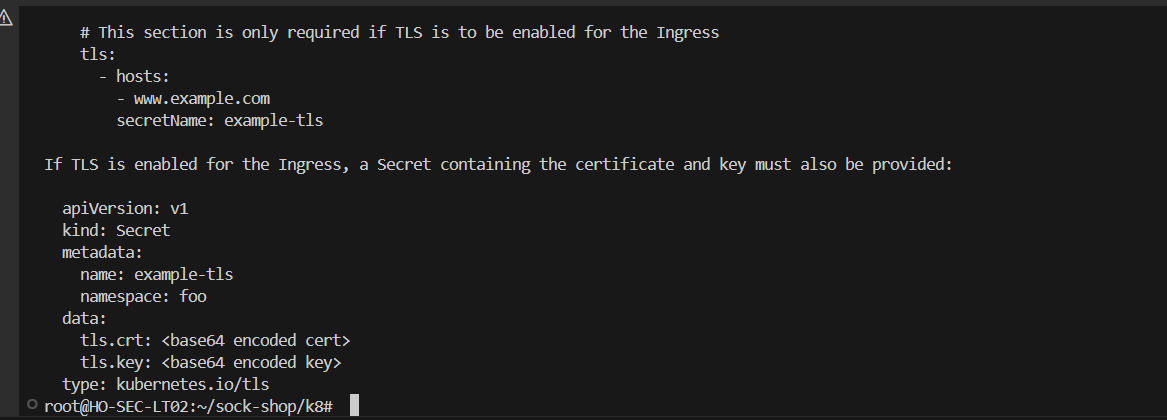 # This section is only required if TLS is to be enabled for the Ingress
tls:
- hosts:
- www.example.com
secretName: example-tls
If TLS is enabled for the Ingress, a Secret containing the certificate and key must also be provided:
apiVersion: v1
kind: Secret
metadata:
name: example-tls
namespace: foo
data:
tls.crt: <base64 encoded cert>
tls.key: <base64 encoded key>
type: kubernetes.io/tls
root@HO-SEC-LT02:~/sock-shop/k8#